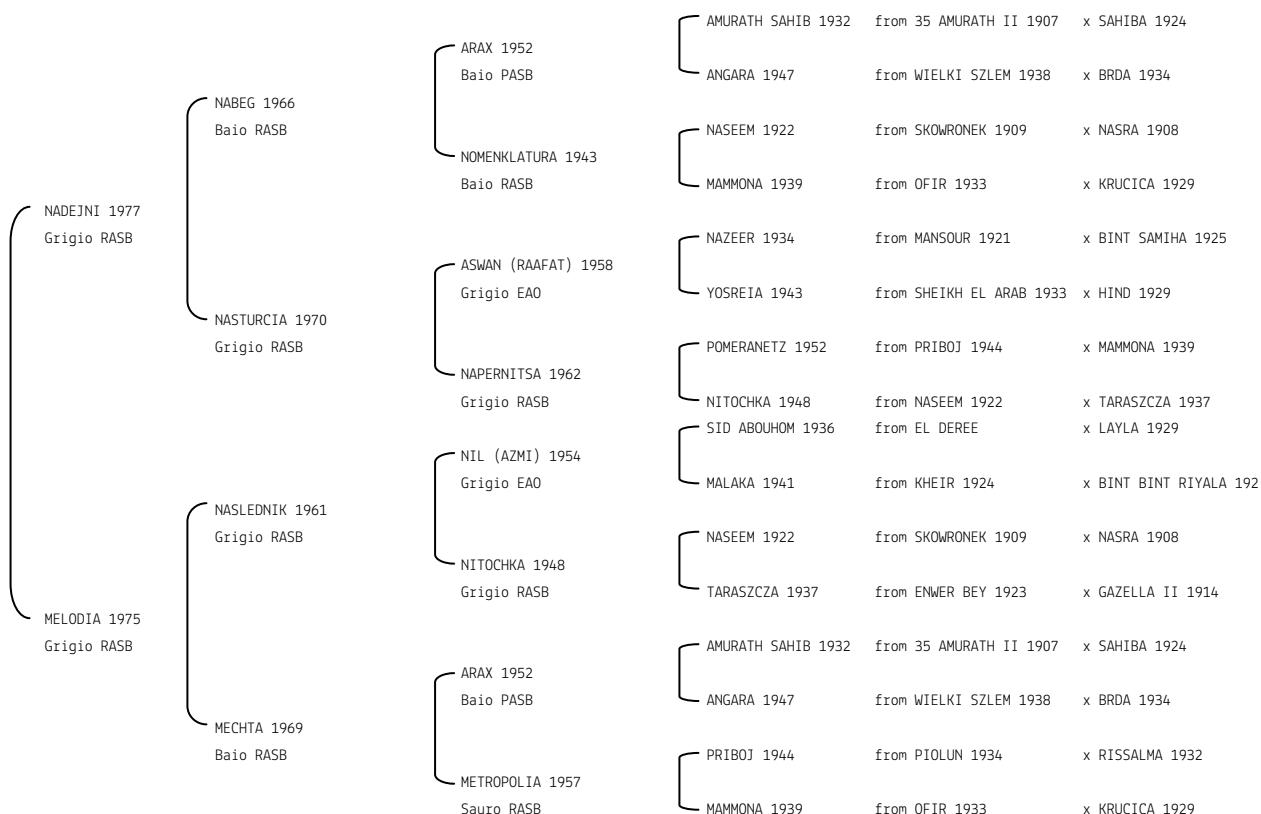 AMURATH SAHIB 1932 from 35 AMURATH II 1907 x SAHIBA 1924
ARAX 1952
Baio PASB
ANGARA 1947 from WIELKI SZLEM 1938 x BRDA 1934
NABEG 1966
Baio RASB
NASEEM 1922 from SKOWRONEK 1909 x NASRA 1908
NOMENKLATURA 1943
Baio RASB
MAMMONA 1939 from OFIR 1933 x KRUCICA 1929
NADEJNI 1977
Grigio RASB
NAZEER 1934 from MANSOUR 1921 x BINT SAMIHA 1925
ASWAN (RAAFAT) 1958
Grigio EAO
YOSREIA 1943 from SHEIKH EL ARAB 1933 x HIND 1929
NASTURCIA 1970
Grigio RASB
POMERANETZ 1952 from PRIBOJ 1944 x MAMMONA 1939
NAPERNITSA 1962
Grigio RASB
NITOCHKA 1948 from NASEEM 1922 x TARASZCZA 1937
SID ABOUHOM 1936 from EL DEREE x LAYLA 1929
NIL (AZMI) 1954
Grigio EAO
MALAKA 1941 from KHEIR 1924 x BINT BINT RIYALA 192
NASLEDNIK 1961
Grigio RASB
NASEEM 1922 from SKOWRONEK 1909 x NASRA 1908
NITOCHKA 1948
Grigio RASB
TARASZCZA 1937 from ENWER BEY 1923 x GAZELLA II 1914
MELODIA 1975
Grigio RASB
AMURATH SAHIB 1932 from 35 AMURATH II 1907 x SAHIBA 1924
ARAX 1952
Baio PASB
ANGARA 1947 from WIELKI SZLEM 1938 x BRDA 1934
MECHTA 1969
Baio RASB
PRIBOJ 1944 from PIOLUN 1934 x RISSALMA 1932
METROPOLIA 1957
Sauro RASB
MAMMONA 1939 from OFIR 1933 x KRUCICA 1929